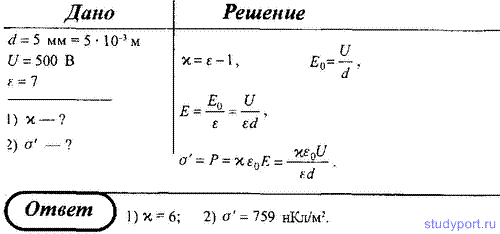 Дано
d = 5 мм = 5 · 10⁻³ м
U = 500 В
ε = 7
1) ϰ — ?
2) σ′ — ?
Решение
ϰ = ε – 1, E₀ = U/d ,
E = E₀/ε = U/εd ,
σ′ = P = ϰ ε₀E = ϰε₀U/εd .
Ответ
1) ϰ = 6; 2) σ′ = 759 нКл/м².
studyport.ru